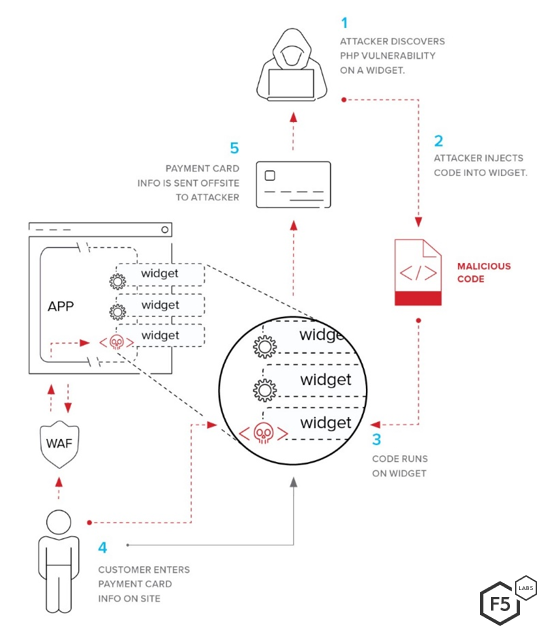 1
ATTACKER DISCOVERS
PHP VULNERABILITY
ON A WIDGET.
2
ATTACKER INJECTS
CODE INTO WIDGET.
5
PAYMENT CARD
INFO IS SENT OFFSITE
TO ATTACKER
</>
MALICIOUS
CODE
APP
widget
widget
widget
< >
widge
widget
widget
< >
3
CODE RUNS
ON WIDGET
WAF
4
CUSTOMER ENTERS
PAYMENT CARD
INFO ON SITE
F5
LABS